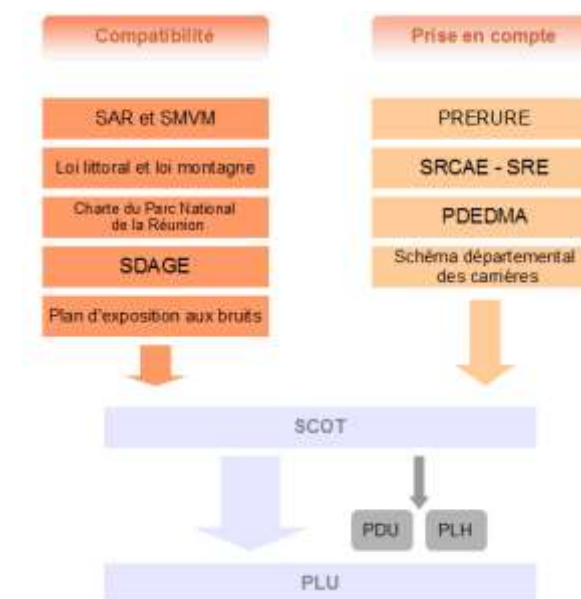 Compatibilité
SAR et SMVM
Loi littoral et loi montagne
Charte du Parc National
de la Réunion
SDAGE
Plan d'exposition aux bruits
Prise en compte
PRERURE
SRCAE - SRE
PDEDMA
Schéma départemental
des carrières
SCOT
PDU
PLH
PLU